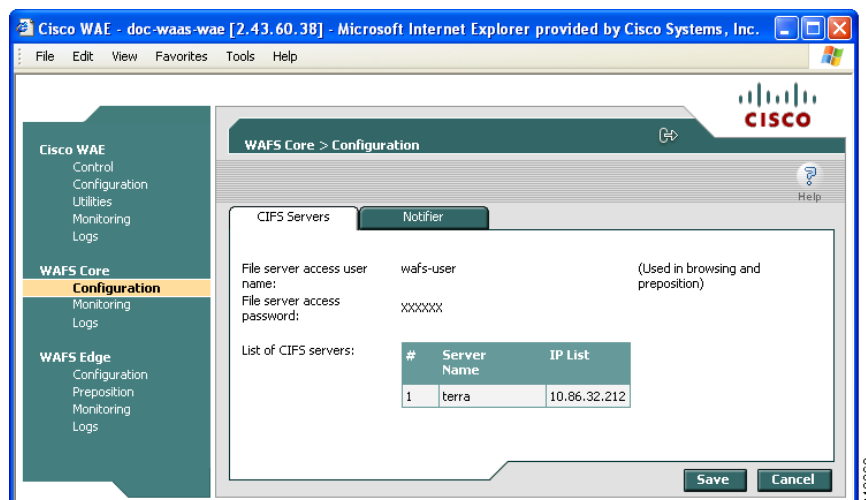 Cisco WAE - doc-waas-wae [2.43.60.38] - Microsoft Internet Explorer provided by Cisco Systems, Inc.
File Edit View Favorites Tools Help
CISCO
WAFS Core > Configuration
Help
Cisco WAE
Control
Configuration
Utilities
Monitoring
Logs
WAFS Core
Configuration
Monitoring
Logs
WAFS Edge
Configuration
Preposition
Monitoring
Logs
CIFS Servers Notifier
File server access user name: wafs-user (Used in browsing and preposition)
File server access password: XXXXXX
List of CIFS servers:
# Server Name IP List
1 terra 10.86.32.212
Save Cancel